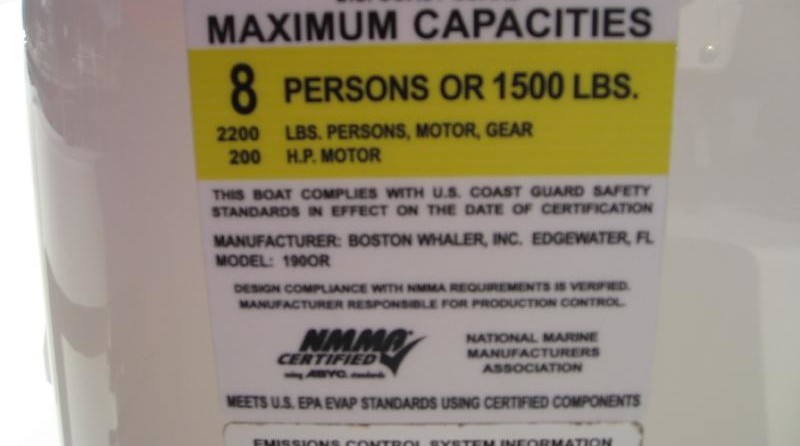 MAXIMUM CAPACITIES
8 PERSONS OR 1500 LBS.
2200 LBS. PERSONS, MOTOR, GEAR
200 H.P. MOTOR
THIS BOAT COMPLIES WITH U.S. COAST GUARD SAFETY
STANDARDS IN EFFECT ON THE DATE OF CERTIFICATION
MANUFACTURER: BOSTON WHALER, INC. EDGEWATER, FL
MODEL: 190OR
DESIGN COMPLIANCE WITH NMMA REQUIREMENTS IS VERIFIED.
MANUFACTURER RESPONSIBLE FOR PRODUCTION CONTROL.
NMMA
CERTIFIED
using ABYC. standards
NATIONAL MARINE
MANUFACTURERS
ASSOCIATION
MEETS U.S. EPA EVAP STANDARDS USING CERTIFIED COMPONENTS
EMISSIONS CONTROL SYSTEM INFORMATION